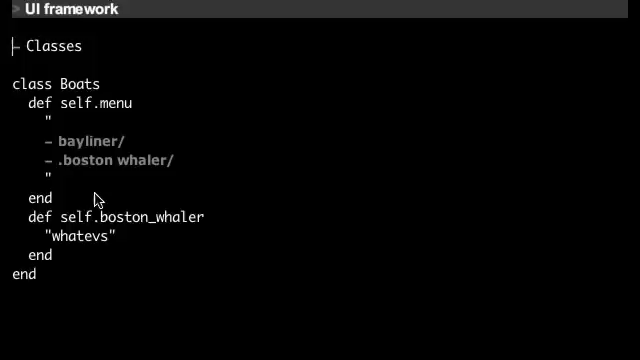 > UI framework
- Classes
class Boats
def self.menu
"
- bayliner/
- .boston whaler/
"
end
def self.boston_whaler
"whatevs"
end
end